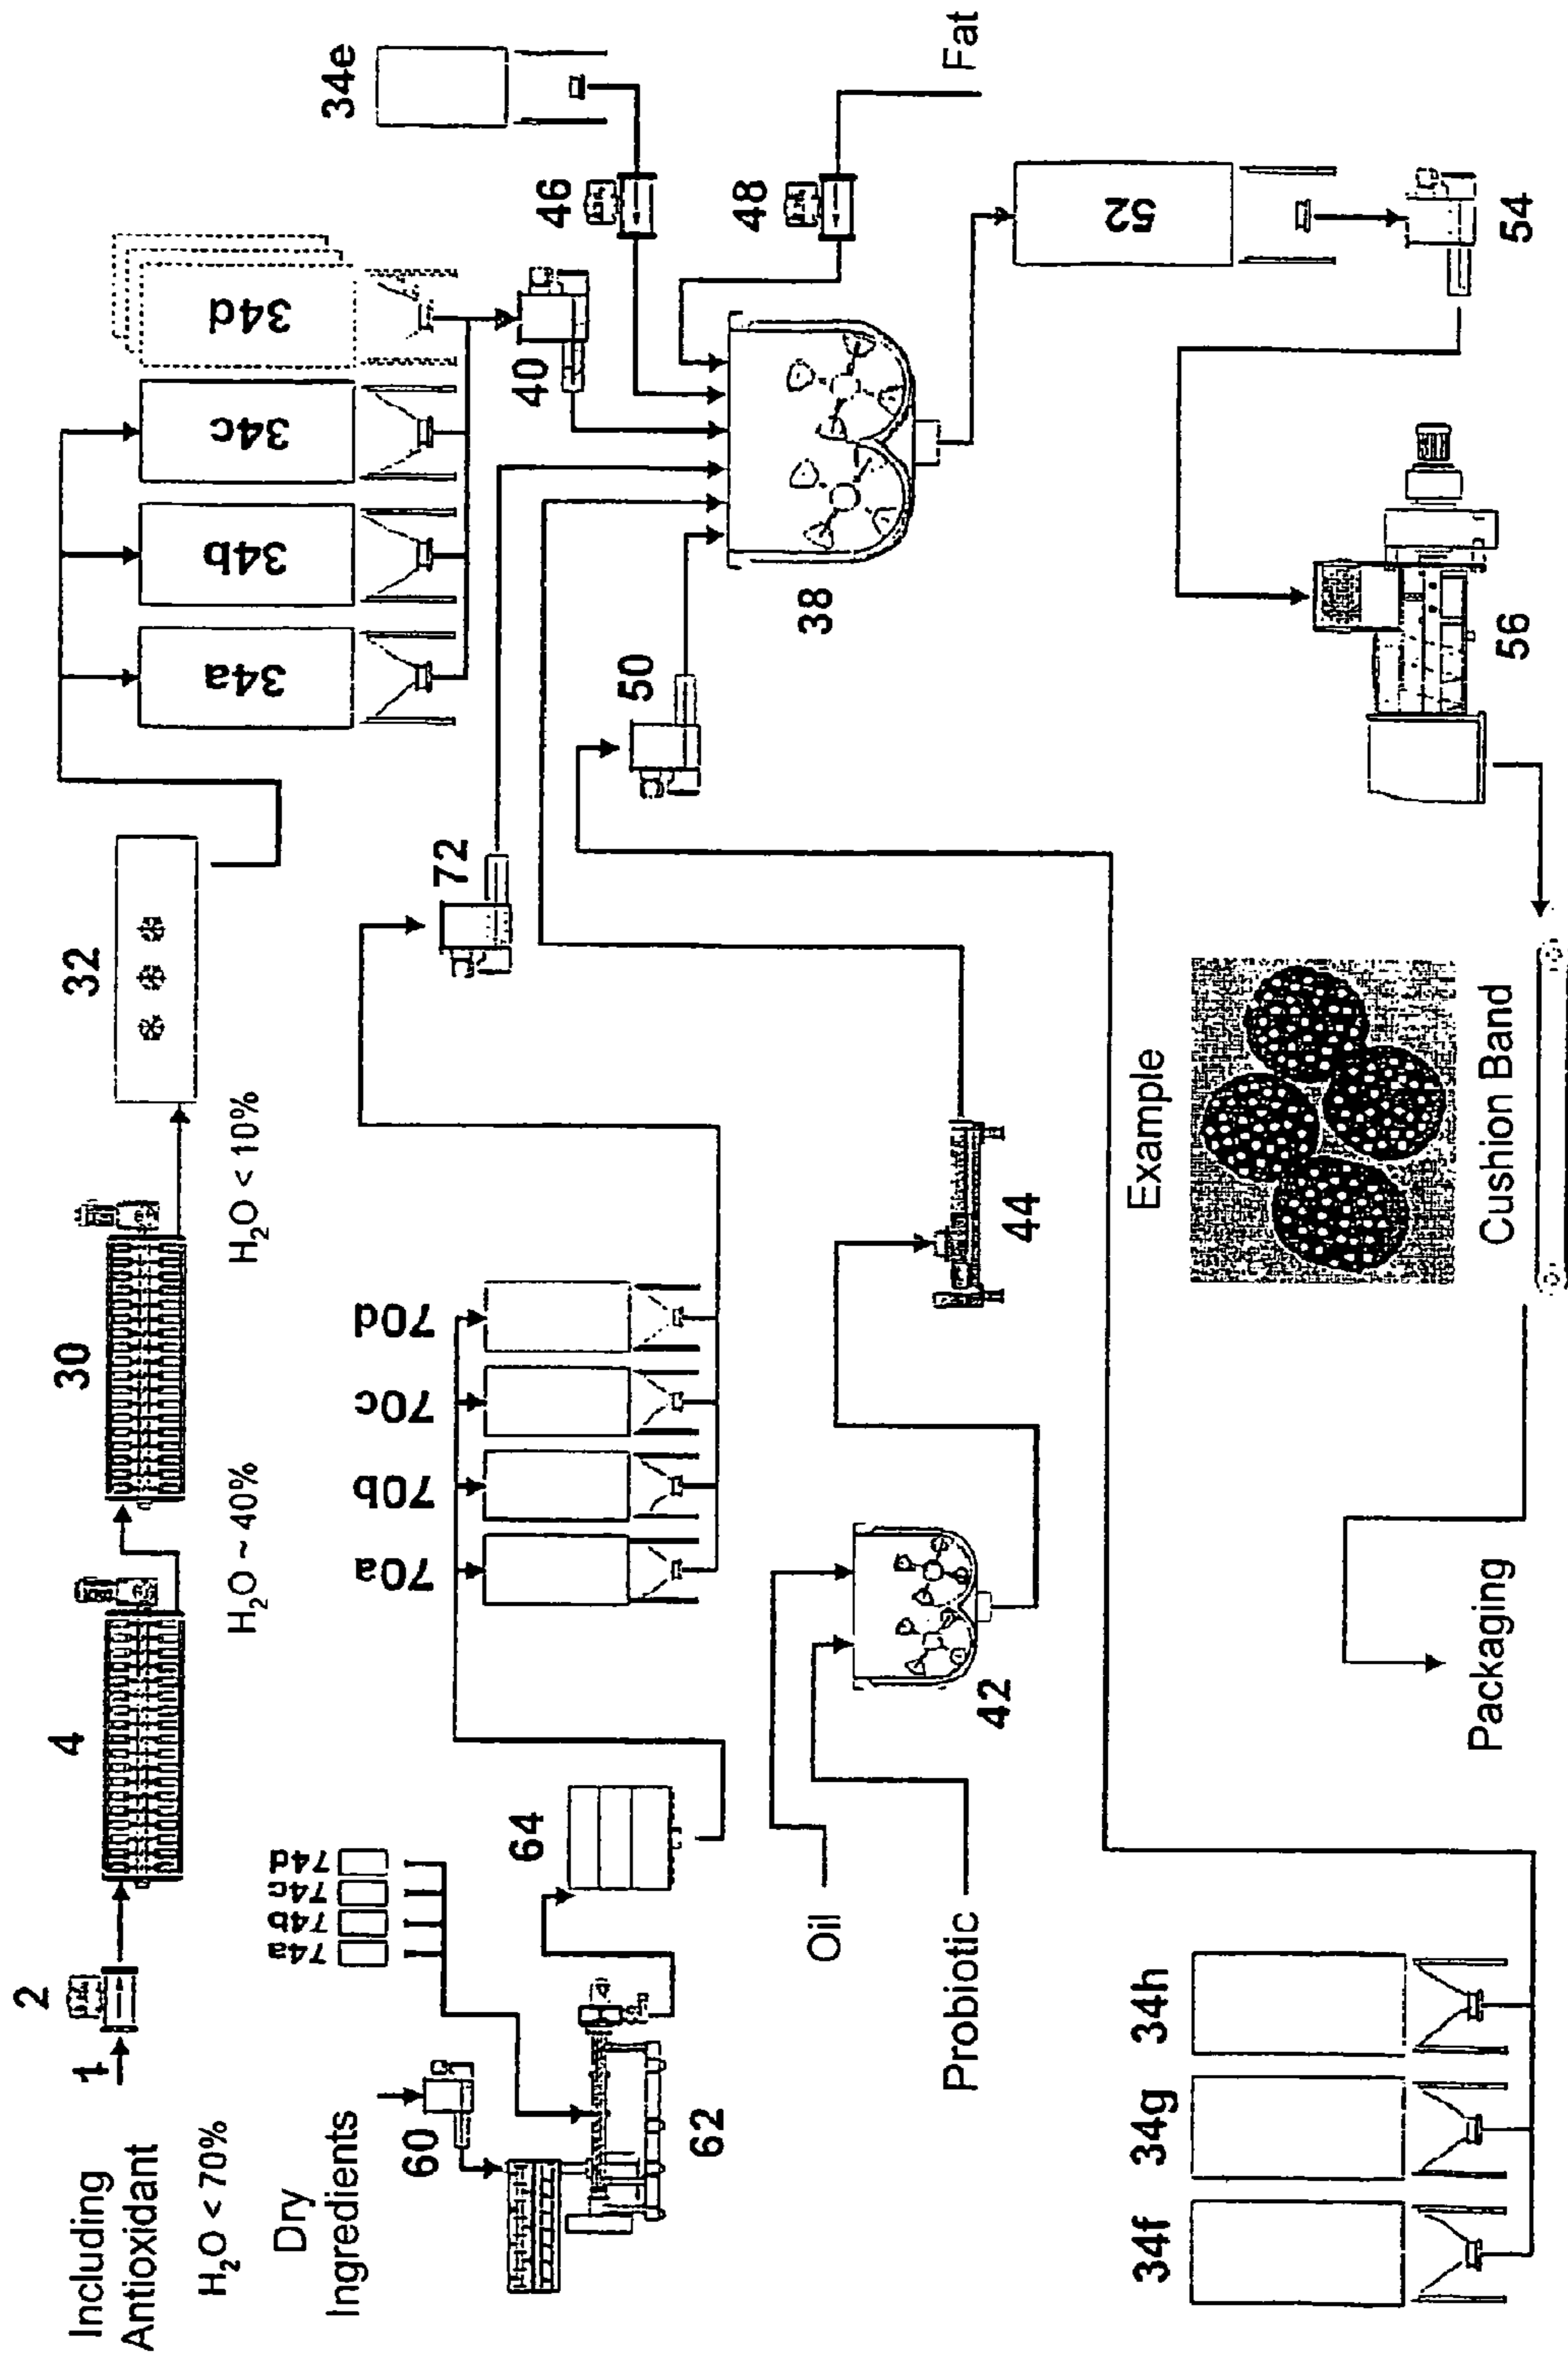 Including
Antioxidant
H₂O < 70%
1
2
4
H₂O ~ 40%
30
H₂O < 10%
32
34a
34b
34c
34d
34e
Dry
Ingredients
60
62
74a
74b
74c
74d
64
70a
70b
70c
70d
72
40
46
48
Fat
50
38
Oil
Probiotic
42
44
52
54
56
34f
34g
34h
Example
Cushion Band
Packaging